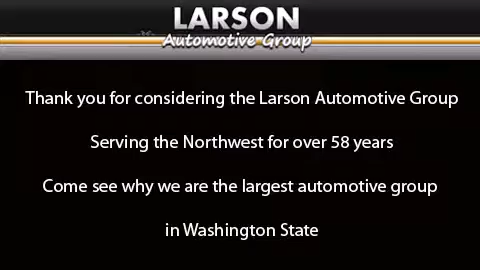 LARSON
Automotive Group
Thank you for considering the Larson Automotive Group
Serving the Northwest for over 58 years
Come see why we are the largest automotive group
in Washington State